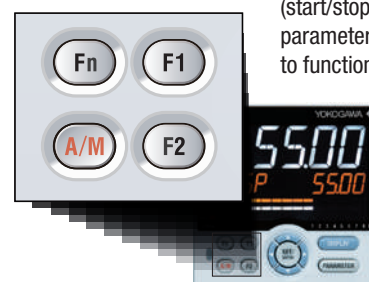 (start/stop
parameter
to function
Fn F1
A/M F2
YOKOGAWA
55.00
P 55.00
DISPLAY
PARAMETER